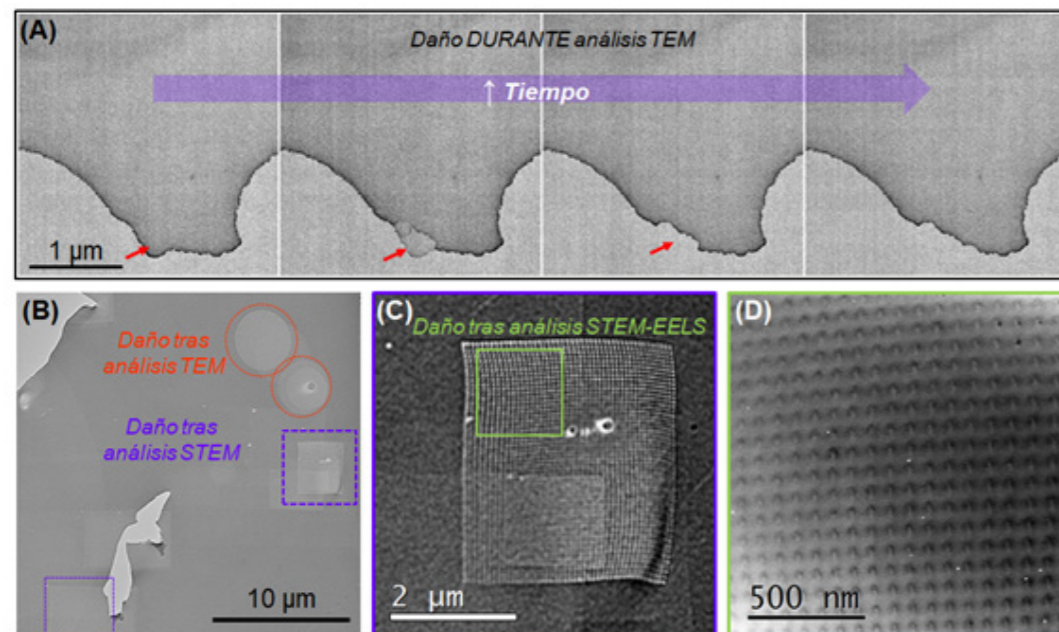 (A)
Daño DURANTE análisis TEM
↑ Tiempo
1 µm
(B)
Daño tras
análisis TEM
Daño tras
análisis STEM
10 µm
(C)
Daño tras análisis STEM-EELS
2 µm
(D)
500 nm